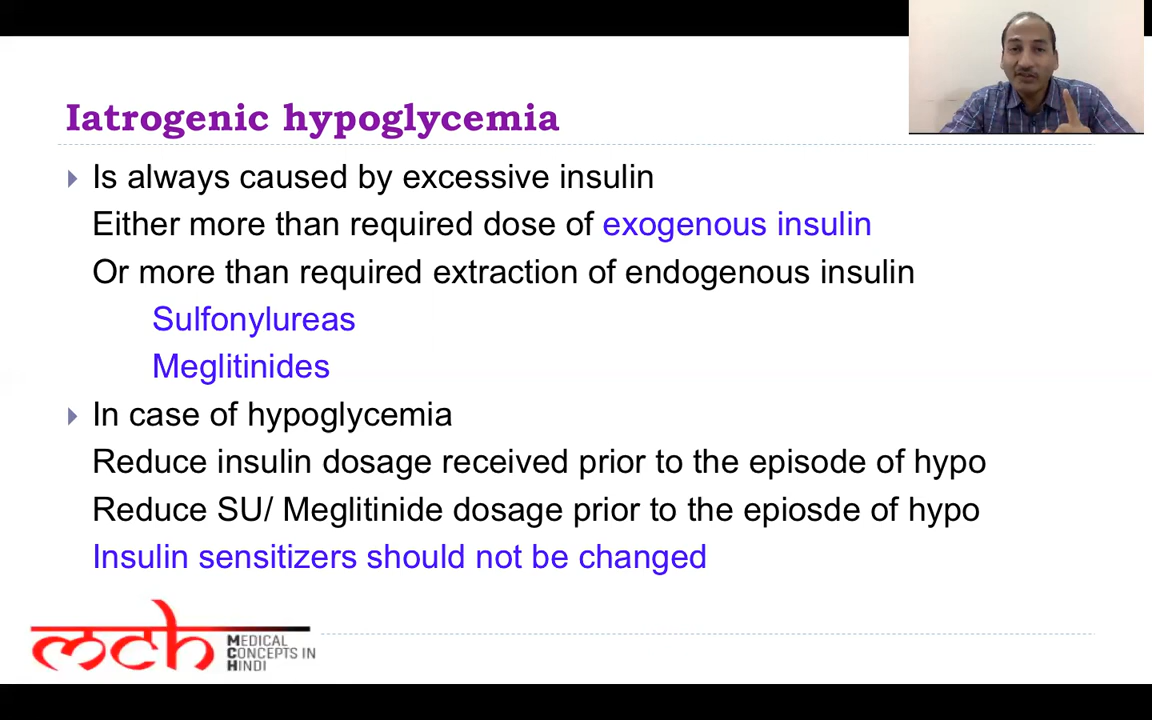 Iatrogenic hypoglycemia
Is always caused by excessive insulin
Either more than required dose of exogenous insulin
Or more than required extraction of endogenous insulin
Sulfonylureas
Meglitinides
In case of hypoglycemia
Reduce insulin dosage received prior to the episode of hypo
Reduce SU/ Meglitinide dosage prior to the epiosde of hypo
Insulin sensitizers should not be changed
mch
MEDICAL
CONCEPTS IN
HINDI